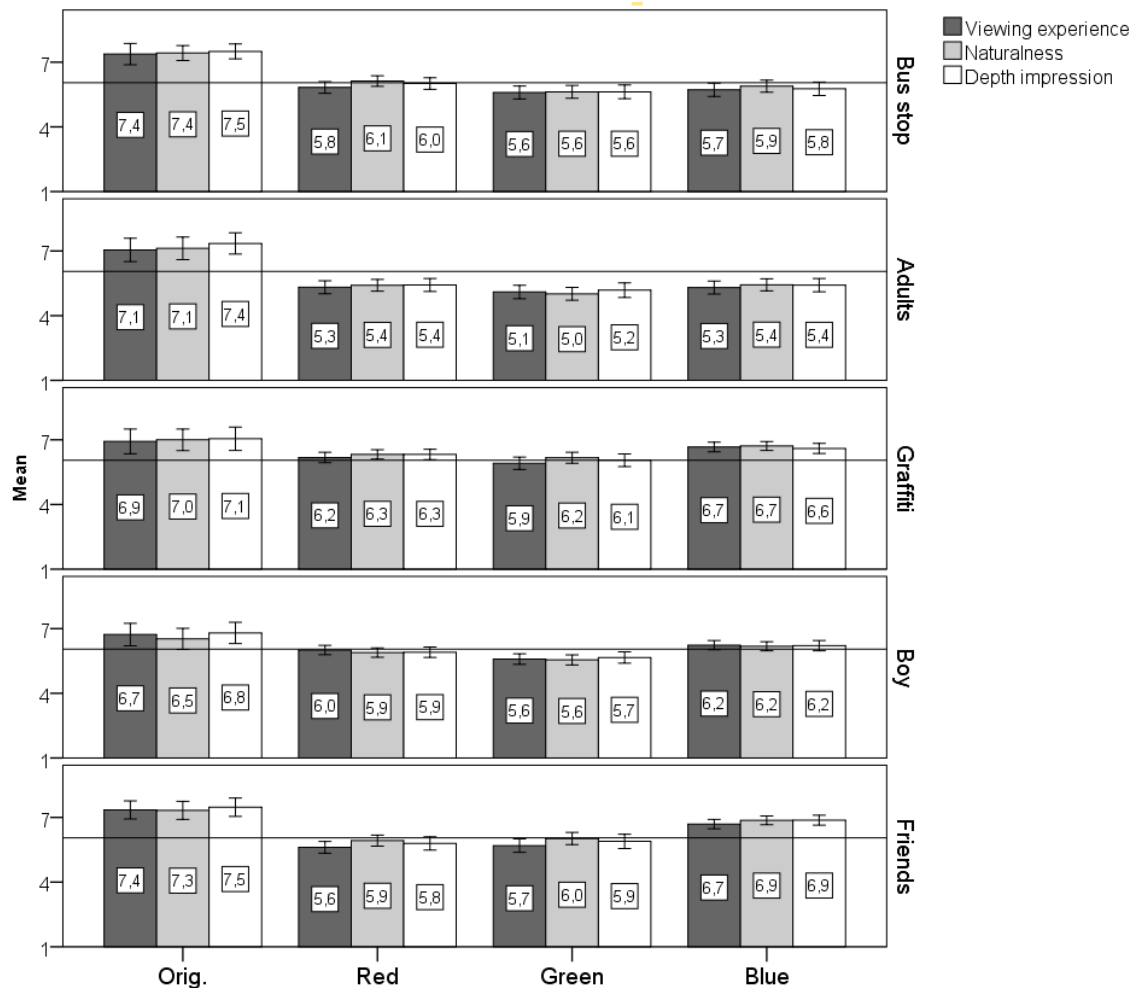 Viewing experience
Naturalness
Depth impression
Mean
7
4
1
7,4 7,4 7,5 5,8 6,1 6,0 5,6 5,6 5,6 5,7 5,9 5,8
Bus stop
7
4
1
7,1 7,1 7,4 5,3 5,4 5,4 5,1 5,0 5,2 5,3 5,4 5,4
Adults
7
4
1
6,9 7,0 7,1 6,2 6,3 6,3 5,9 6,2 6,1 6,7 6,7 6,6
Graffiti
7
4
1
6,7 6,5 6,8 6,0 5,9 5,9 5,6 5,6 5,7 6,2 6,2 6,2
Boy
7
4
1
7,4 7,3 7,5 5,6 5,9 5,8 5,7 6,0 5,9 6,7 6,9 6,9
Friends
Orig. Red Green Blue